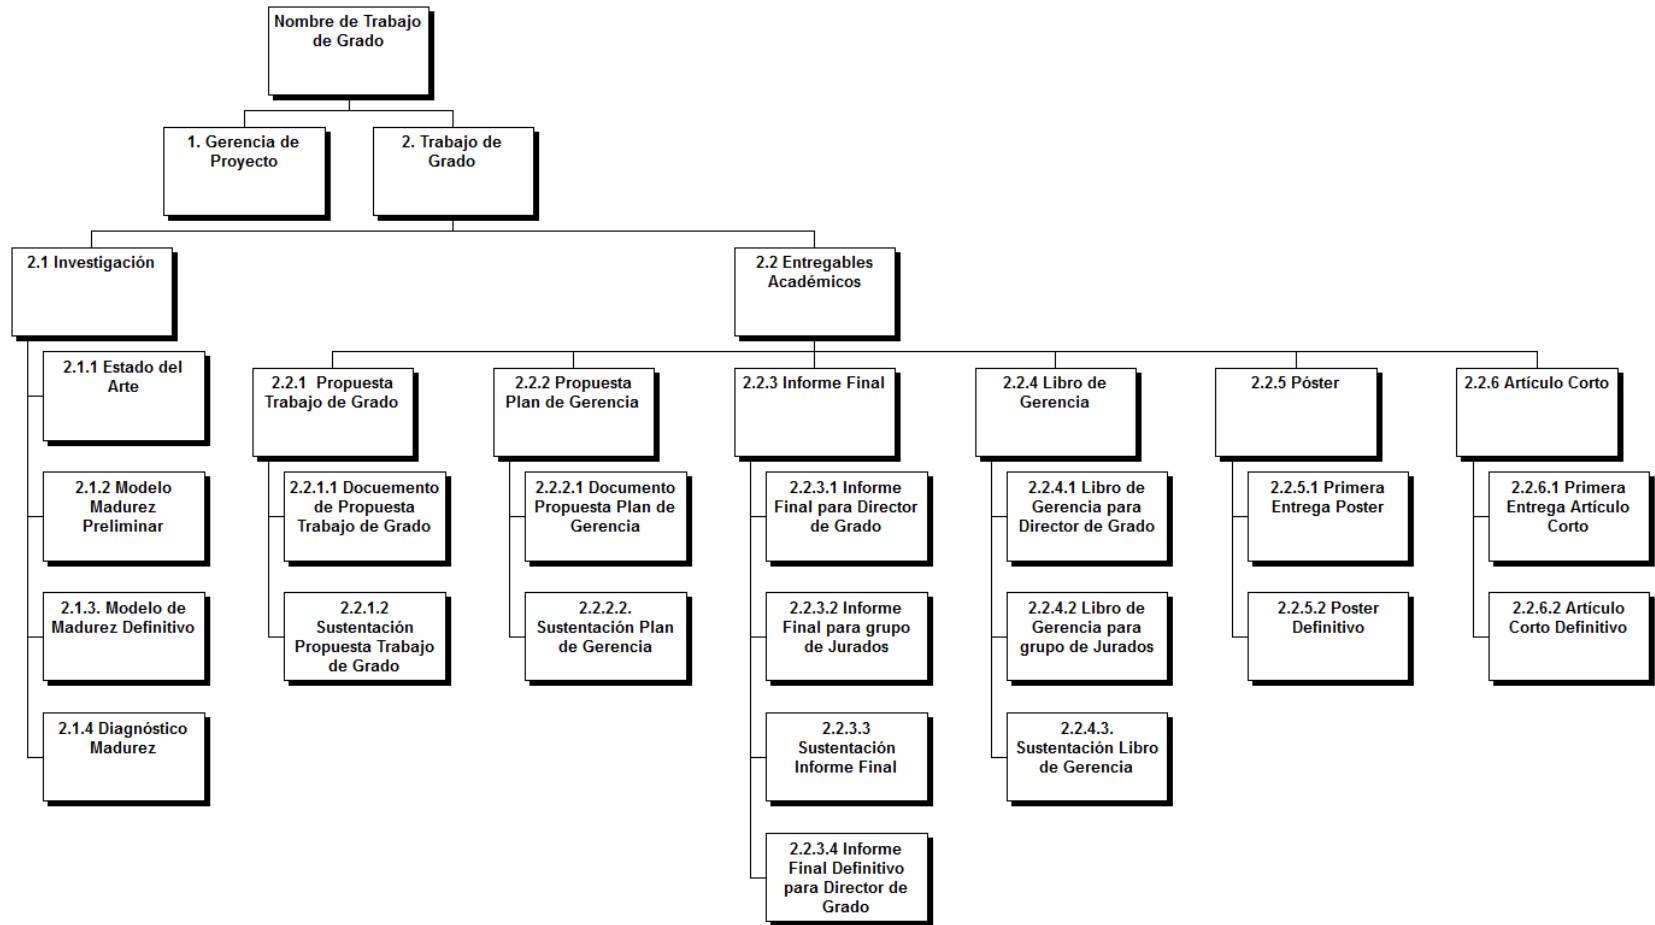 Nombre de Trabajo
de Grado
1. Gerencia de
Proyecto
2. Trabajo de
Grado
2.1 Investigación
2.2 Entregables
Académicos
2.1.1 Estado del
Arte
2.1.2 Modelo
Madurez
Preliminar
2.1.3. Modelo de
Madurez Definitivo
2.1.4 Diagnóstico
Madurez
2.2.1 Propuesta
Trabajo de Grado
2.2.1.1 Docuemento
de Propuesta
Trabajo de Grado
2.2.1.2
Sustentación
Propuesta Trabajo
de Grado
2.2.2 Propuesta
Plan de Gerencia
2.2.2.1 Documento
Propuesta Plan de
Gerencia
2.2.2.2.
Sustentación Plan
de Gerencia
2.2.3 Informe Final
2.2.3.1 Informe
Final para Director
de Grado
2.2.3.2 Informe
Final para grupo
de Jurados
2.2.3.3
Sustentación
Informe Final
2.2.3.4 Informe
Final Definitivo
para Director de
Grado
2.2.4 Libro de
Gerencia
2.2.4.1 Libro de
Gerencia para
Director de Grado
2.2.4.2 Libro de
Gerencia para
grupo de Jurados
2.2.4.3.
Sustentación Libro
de Gerencia
2.2.5 Póster
2.2.5.1 Primera
Entrega Poster
2.2.5.2 Poster
Definitivo
2.2.6 Artículo Corto
2.2.6.1 Primera
Entrega Artículo
Corto
2.2.6.2 Artículo
Corto Definitivo